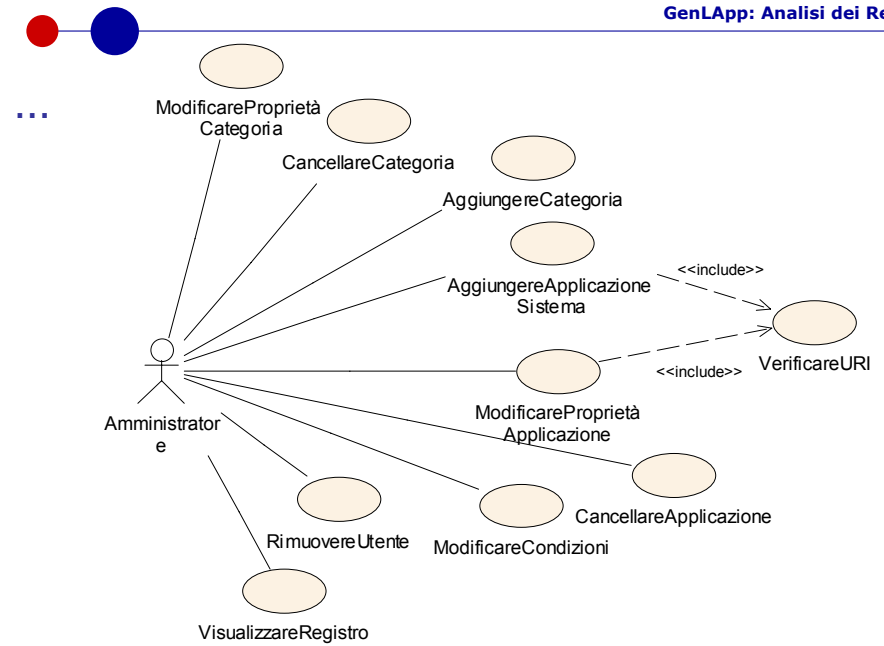 GenLApp: Analisi dei Re
...
ModificareProprietà
Categoria
CancellareCategoria
AggiungereCategoria
AggiungereApplicazione
Sistema
<<include>>
VerificareURI
<<include>>
ModificareProprietà
Applicazione
Amministrator
e
CancellareApplicazione
RimuovereUtente
ModificareCondizioni
VisualizzareRegistro